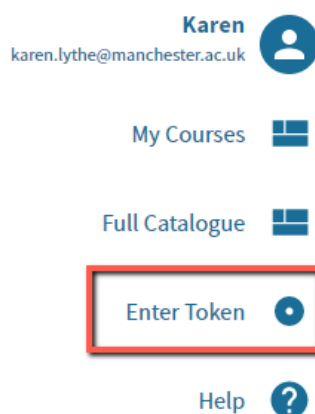 Karen
karen.lythe@manchester.ac.uk
My Courses
Full Catalogue
Enter Token
Help
?